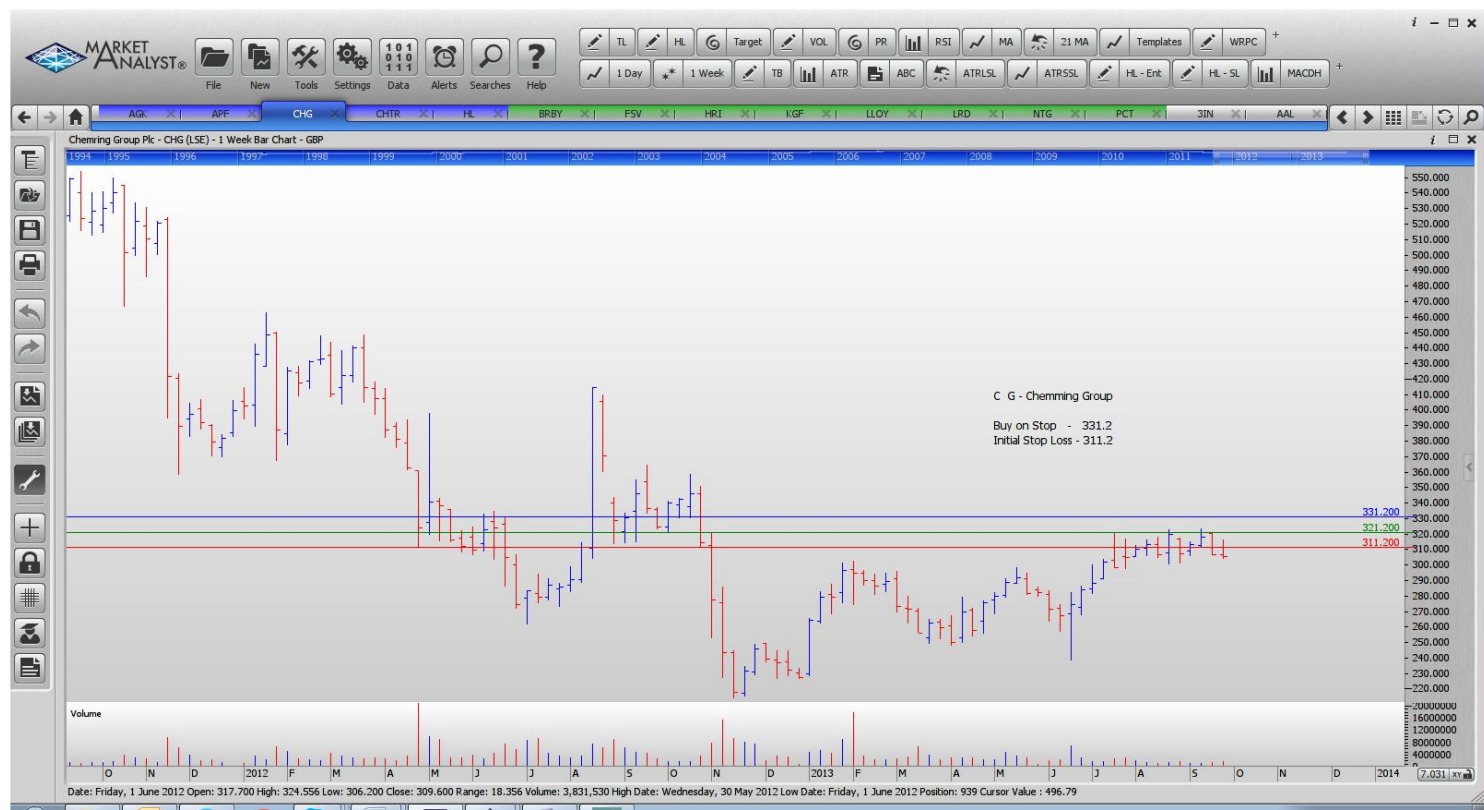 i
MARKET ANALYST®
File New Tools Settings Data Alerts Searches Help
TL HL Target VOL PR RSI MA 21 MA Templates WRPC +
1 Day 1 Week TB ATR ABC ATRLSL ATRSSL HL - Ent HL - SL MACDH +
AGK APF CHG CHTR HL BRBY FSV HRI KGF LLOY LRD NTG PCT 3IN AAL
Chemring Group Plc - CHG (LSE) - 1 Week Bar Chart - GBP
i
1994 1995 1996 1997 1998 1999 2000 2001 2002 2003 2004 2005 2006 2007 2008 2009 2010 2011 2012 2013
550.000
540.000
530.000
520.000
510.000
500.000
490.000
480.000
470.000
460.000
450.000
440.000
430.000
420.000
410.000
C G - Chemming Group
400.000
390.000
Buy on Stop - 331.2
380.000
Initial Stop Loss - 311.2
370.000
360.000
350.000
340.000
331.200
330.000
321.200
320.000
311.200
310.000
300.000
290.000
280.000
270.000
260.000
250.000
240.000
230.000
220.000
Volume
20000000
16000000
12000000
8000000
4000000
0
O N D 2012 F M A M J J A S O N D 2013 F M A M J J A S O N D 2014
7.031 XY
Date: Friday, 1 June 2012 Open: 317.700 High: 324.556 Low: 306.200 Close: 309.600 Range: 18.356 Volume: 3,831,530 High Date: Wednesday, 30 May 2012 Low Date: Friday, 1 June 2012 Position: 939 Cursor Value : 496.79